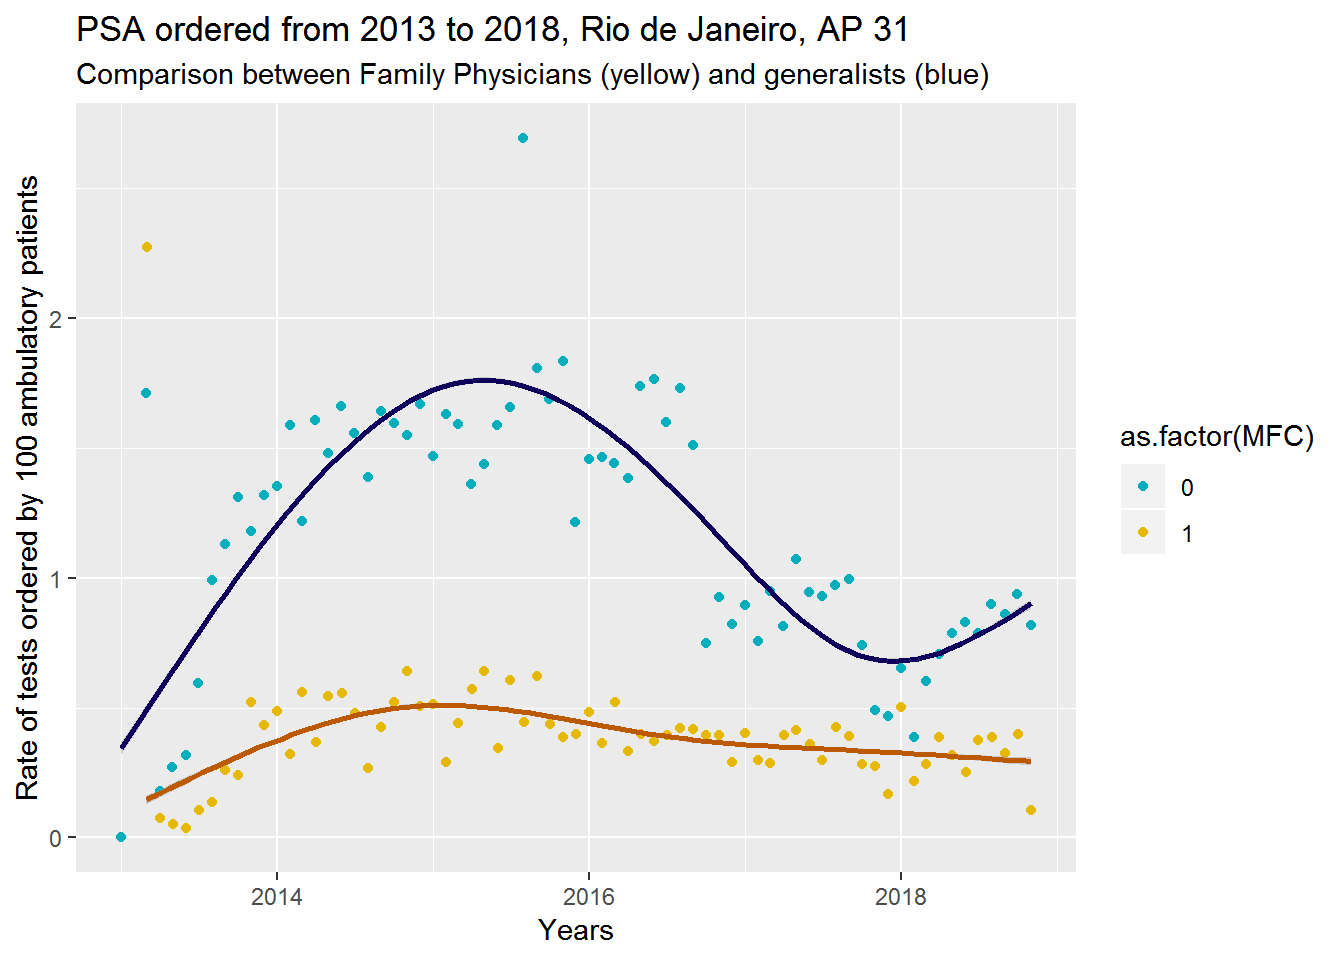 PSA ordered from 2013 to 2018, Rio de Janeiro, AP 31
Comparison between Family Physicians (yellow) and generalists (blue)
Rate of tests ordered by 100 ambulatory patients
2
1
0
2014
2016
2018
Years
as.factor(MFC)
0
1